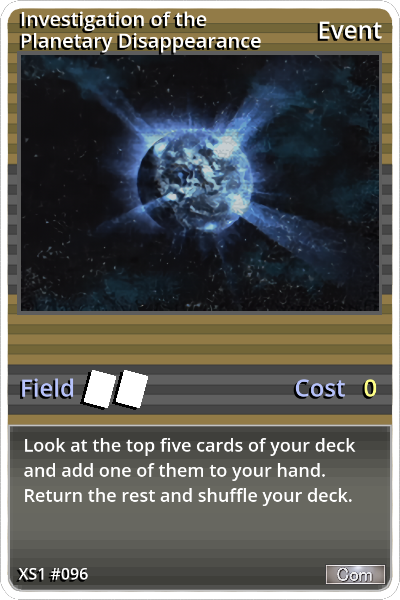 Investigation of the
Planetary Disappearance
Event
Field
Cost 0
Look at the top five cards of your deck
and add one of them to your hand.
Return the rest and shuffle your deck.
XS1 #096
Com